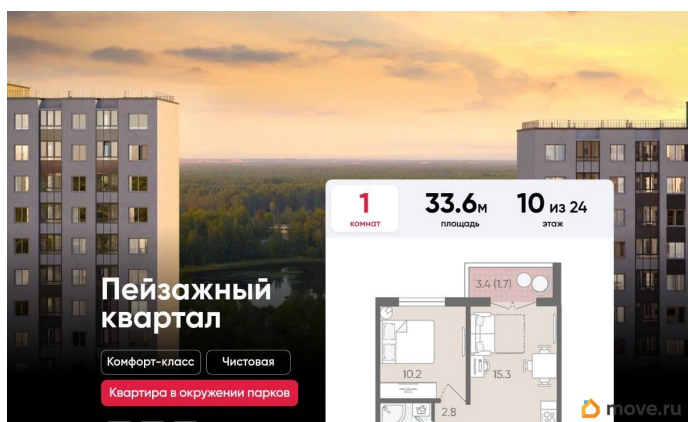 1
комнат
33.6м
площадь
10 из 24
этаж
Пейзажный
квартал
Комфорт-класс
Чистовая
Квартира в окружении парков
3.4 (1.7)
10.2
15.3
2.8
move.ru